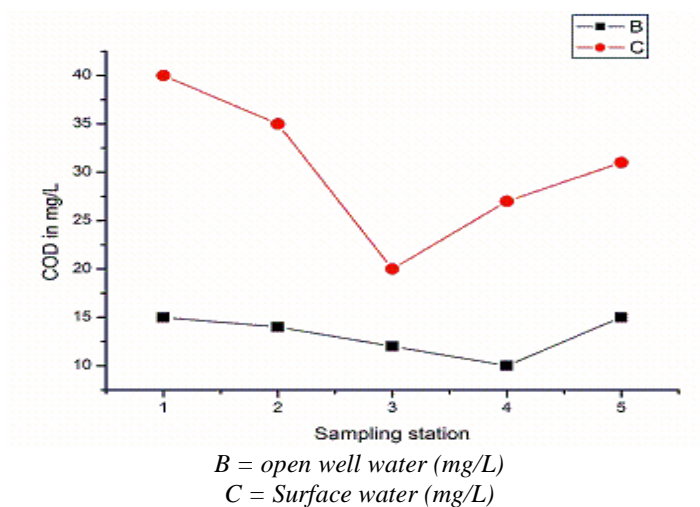 B
C
40
35
30
25
20
15
10
COD in mg/L
1 2 3 4 5
Sampling station
B = open well water (mg/L)
C = Surface water (mg/L)